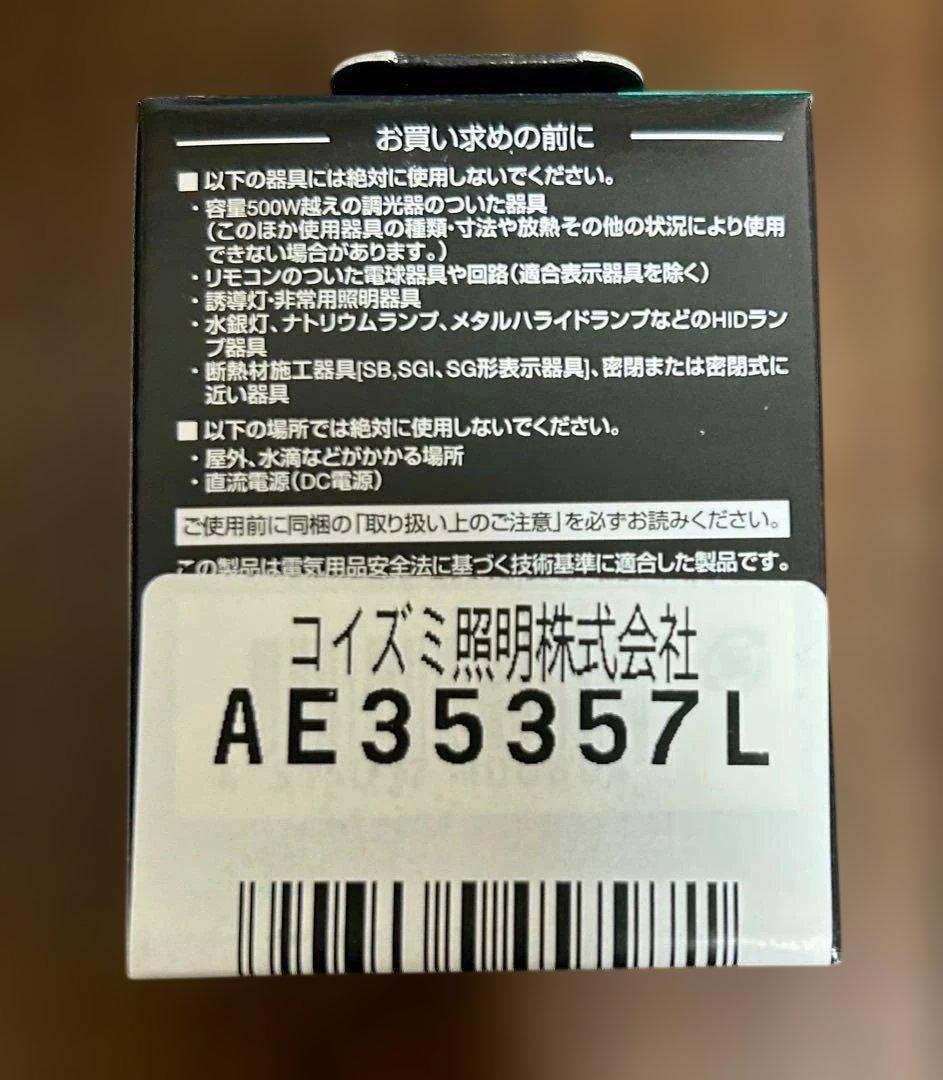 お買い求めの前に
■ 以下の器具には絶対に使用しないでください。
・容量500W越えの調光器のついた器具
(このほか使用器具の種類・寸法や放熱その他の状況により使用
できない場合があります。)
・リモコンのついた電球器具や回路(適合表示器具を除く)
・誘導灯・非常用照明器具
・水銀灯、ナトリウムランプ、メタルハライドランプなどのHIDラン
プ器具
・断熱材施工器具[SB,SGI、SG形表示器具]、密閉または密閉式に
近い器具
■ 以下の場所では絶対に使用しないでください。
・屋外、水滴などがかかる場所
・直流電源(DC電源)
ご使用前に同梱の「取り扱い上のご注意」を必ずお読みください。
この製品は電気用品安全法に基づく技術基準に適合した製品です。
コイズミ照明株式会社
AE35357L